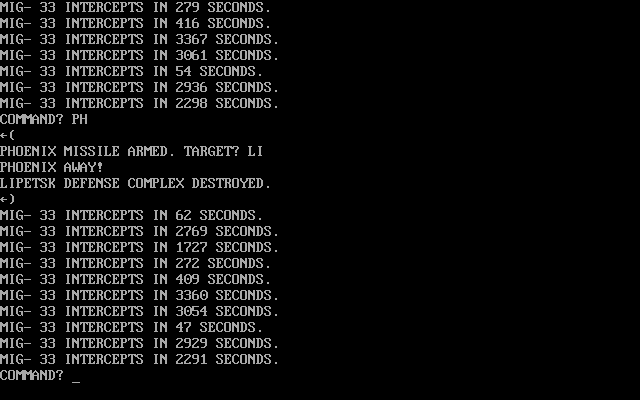 MIG- 33 INTERCEPTS IN 279 SECONDS.
MIG- 33 INTERCEPTS IN 416 SECONDS.
MIG- 33 INTERCEPTS IN 3367 SECONDS.
MIG- 33 INTERCEPTS IN 3061 SECONDS.
MIG- 33 INTERCEPTS IN 54 SECONDS.
MIG- 33 INTERCEPTS IN 2936 SECONDS.
MIG- 33 INTERCEPTS IN 2298 SECONDS.
COMMAND? PH
←(
PHOENIX MISSILE ARMED. TARGET? LI
PHOENIX AWAY!
LIPETSK DEFENSE COMPLEX DESTROYED.
←)
MIG- 33 INTERCEPTS IN 62 SECONDS.
MIG- 33 INTERCEPTS IN 2769 SECONDS.
MIG- 33 INTERCEPTS IN 1727 SECONDS.
MIG- 33 INTERCEPTS IN 272 SECONDS.
MIG- 33 INTERCEPTS IN 409 SECONDS.
MIG- 33 INTERCEPTS IN 3360 SECONDS.
MIG- 33 INTERCEPTS IN 3054 SECONDS.
MIG- 33 INTERCEPTS IN 47 SECONDS.
MIG- 33 INTERCEPTS IN 2929 SECONDS.
MIG- 33 INTERCEPTS IN 2291 SECONDS.
COMMAND? _